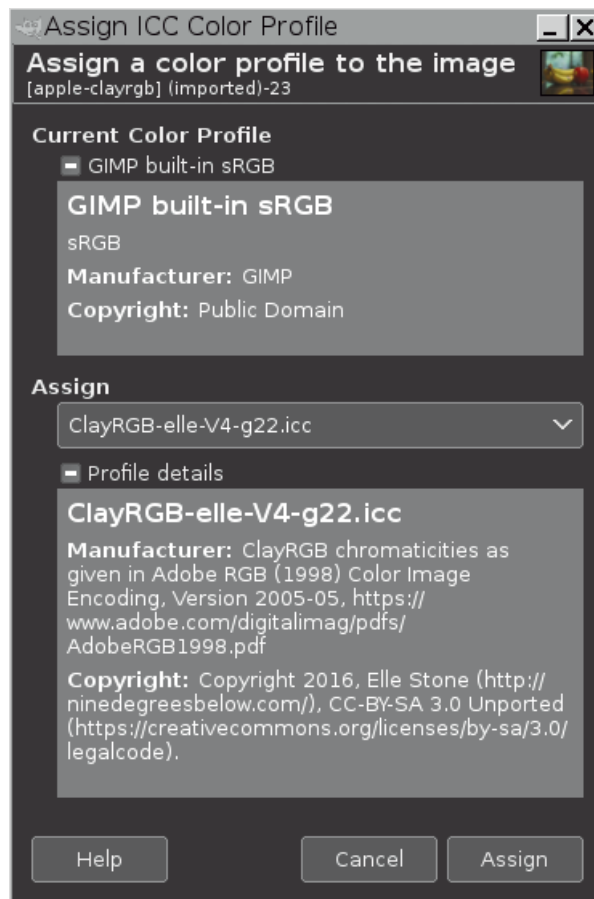 Assign ICC Color Profile
Assign a color profile to the image
[apple-clayrgb] (imported)-23
Current Color Profile
GIMP built-in sRGB
GIMP built-in sRGB
sRGB
Manufacturer: GIMP
Copyright: Public Domain
Assign
ClayRGB-elle-V4-g22.icc
Profile details
ClayRGB-elle-V4-g22.icc
Manufacturer: ClayRGB chromaticities as
given in Adobe RGB (1998) Color Image
Encoding, Version 2005-05, https://
www.adobe.com/digitalimag/pdfs/
AdobeRGB1998.pdf
Copyright: Copyright 2016, Elle Stone (http://
ninedegreesbelow.com/), CC-BY-SA 3.0 Unported
(https://creativecommons.org/licenses/by-sa/3.0/
legalcode).
Help
Cancel
Assign